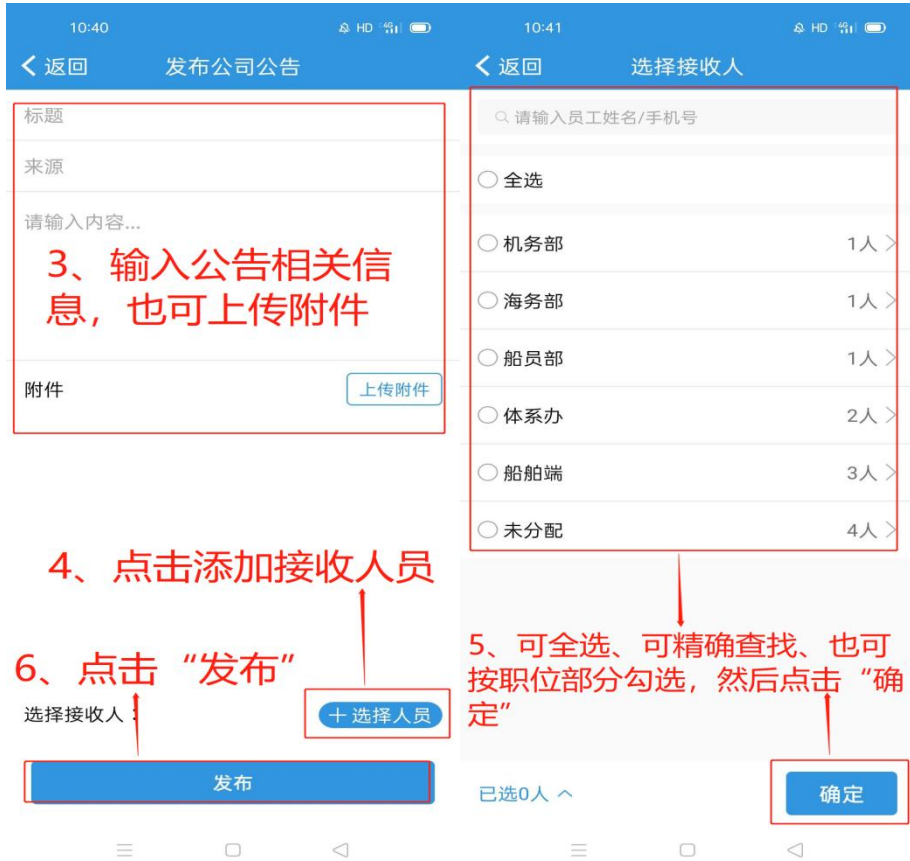 10:40
HD 4G
返回
发布公司公告
标题
来源
请输入内容...
3、输入公告相关信
息，也可上传附件
附件
上传附件
4、点击添加接收人员
6、点击“发布”
选择接收人：
＋选择人员
发布
10:41
HD 4G
返回
选择接收人
请输入员工姓名/手机号
全选
机务部 1人
海务部 1人
船员部 1人
体系办 2人
船舶端 3人
未分配 4人
5、可全选、可精确查找、也可
按职位部分勾选，然后点击“确
定”
已选0人
确定